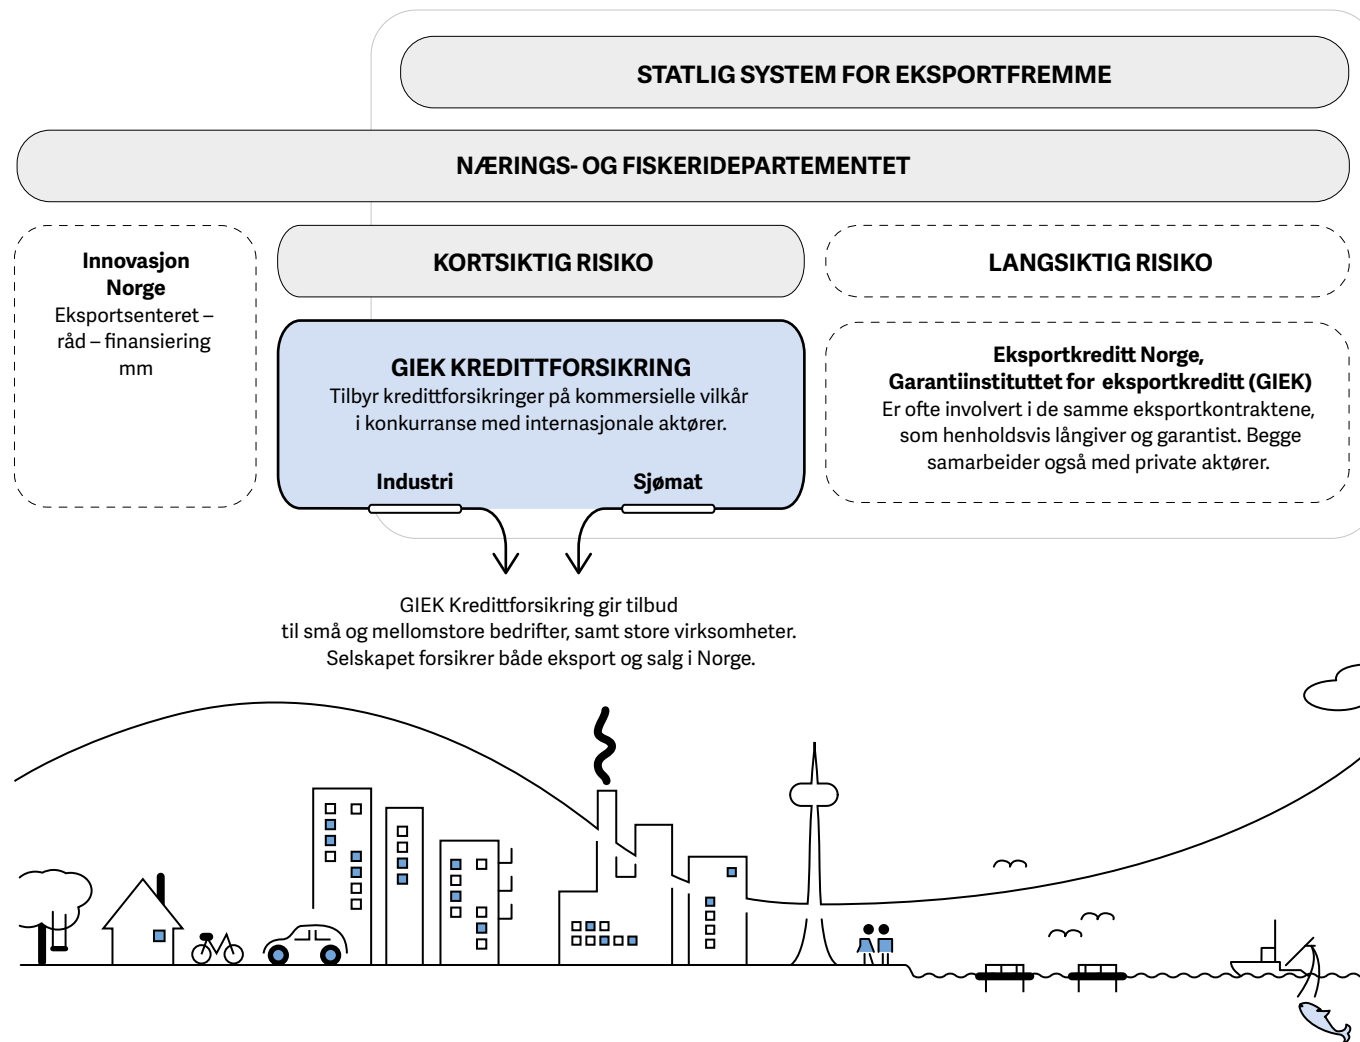 STATLIG SYSTEM FOR EKSPORTFREMME
NÆRINGS- OG FISKERIDEPARTEMENTET
Innovasjon
Norge
Eksportsenteret –
råd – finansiering
mm
KORTSIKTIG RISIKO
GIEK KREDITTFORSIKRING
Tilbyr kredittforsikringer på kommersielle vilkår
i konkurranse med internasjonale aktører.
Industri
Sjømat
LANGSIKTIG RISIKO
Eksportkreditt Norge,
Garantiinstituttet for eksportkreditt (GIEK)
Er ofte involvert i de samme eksportkontraktene,
som henholdsvis långiver og garantist. Begge
samarbeider også med private aktører.
GIEK Kredittforsikring gir tilbud
til små og mellomstore bedrifter, samt store virksomheter.
Selskapet forsikrer både eksport og salg i Norge.